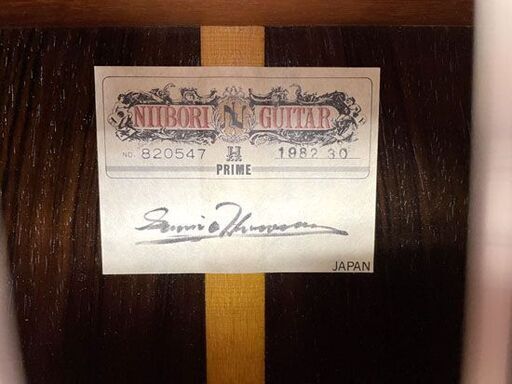 NIIBORI N GUITAR
NO. 820547 H 1982 30
PRIME
JAPAN